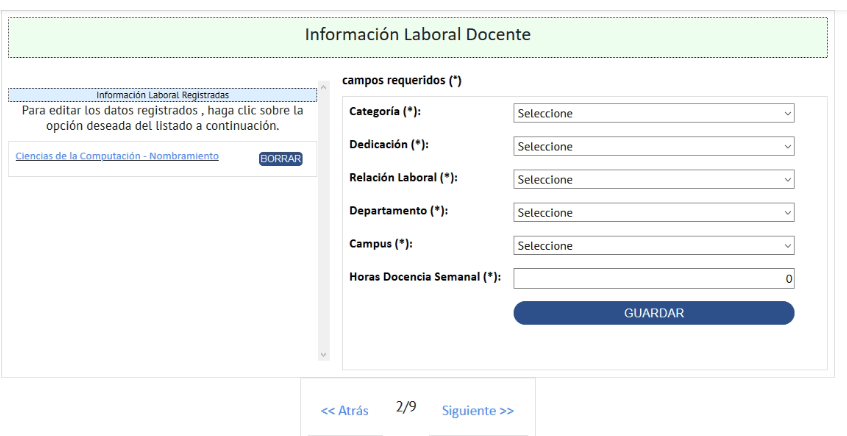 Información Laboral Docente
Información Laboral Registradas
Para editar los datos registrados , haga clic sobre la
opción deseada del listado a continuación.
Ciencias de la Computación - Nombramiento BORRAR
campos requeridos (*)
Categoría (*): Seleccione
Dedicación (*): Seleccione
Relación Laboral (*): Seleccione
Departamento (*): Seleccione
Campus (*): Seleccione
Horas Docencia Semanal (*): 0
GUARDAR
<< Atrás 2/9 Siguiente >>